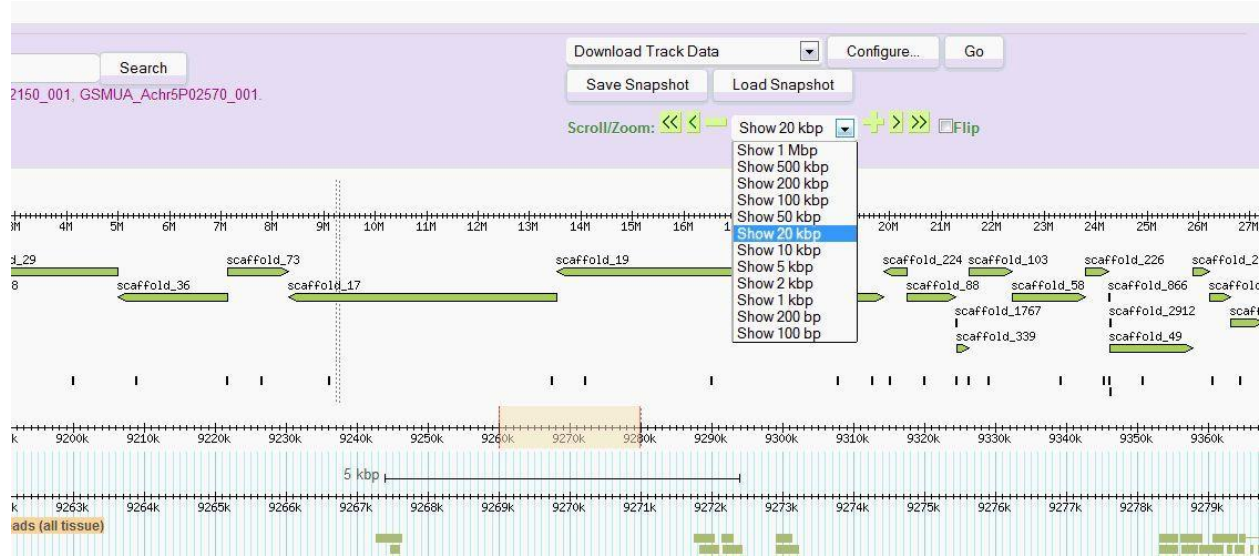 Download Track Data
Configure...
Go
Search
Save Snapshot
Load Snapshot
2150_001, GSMUA_Achr5P02570_001.
Scroll/Zoom: << < Show 20 kbp > >> Flip
Show 1 Mbp
Show 500 kbp
Show 200 kbp
Show 100 kbp
Show 50 kbp
Show 20 kbp
Show 10 kbp
Show 5 kbp
Show 2 kbp
Show 1 kbp
Show 200 bp
Show 100 bp
4M 5M 6M 7M 8M 9M 10M 11M 12M 13M 14M 15M 16M 20M 21M 22M 23M 24M 25M 26M 27M
d_29 scaffold_73 scaffold_19 scaffold_224 scaffold_103 scaffold_226 scaffold_2
8 scaffold_36 scaffold_17 scaffold_88 scaffold_58 scaffold_866 scaffold
scaffold_1767 scaffold_2912 scaff
scaffold_339 scaffold_49
k 9200k 9210k 9220k 9230k 9240k 9250k 9260k 9270k 9280k 9290k 9300k 9310k 9320k 9330k 9340k 9350k 9360k
5 kbp
k 9263k 9264k 9265k 9266k 9267k 9268k 9269k 9270k 9271k 9272k 9273k 9274k 9275k 9276k 9277k 9278k 9279k
ads (all tissue)